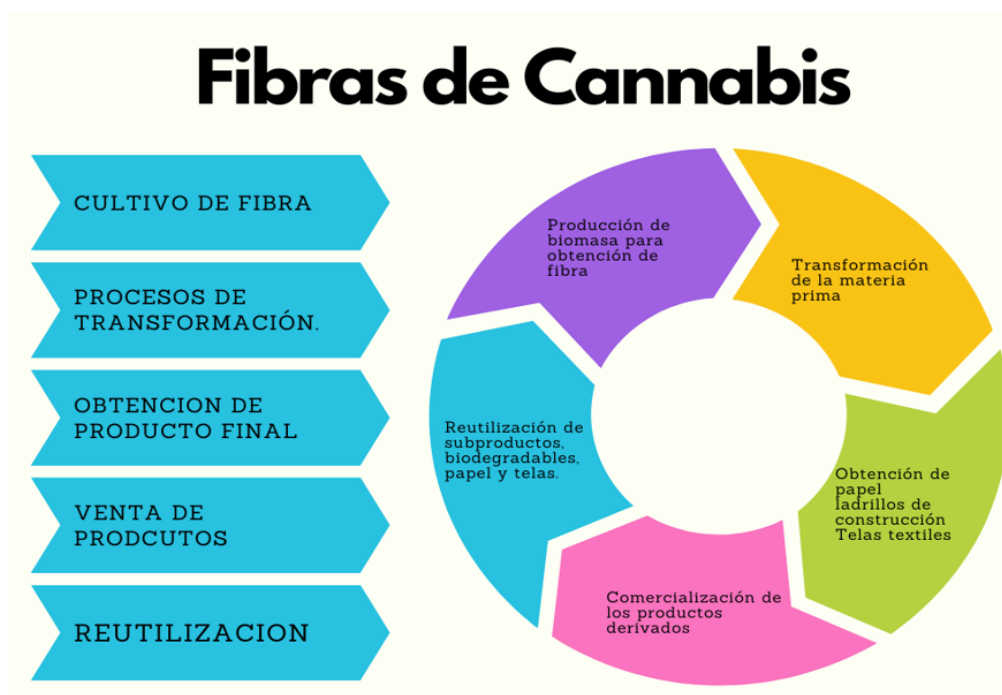 Fibras de Cannabis
CULTIVO DE FIBRA
PROCESOS DE
TRANSFORMACIÓN.
OBTENCION DE
PRODUCTO FINAL
VENTA DE
PRODCUTOS
REUTILIZACION
Producción de
biomasa para
obtención de
fibra
Transformación
de la materia
prima
Obtención de
papel
ladrillos de
construcción
Telas textiles
Comercialización de
los productos
derivados
Reutilización de
subproductos,
biodegradables,
papel y telas.